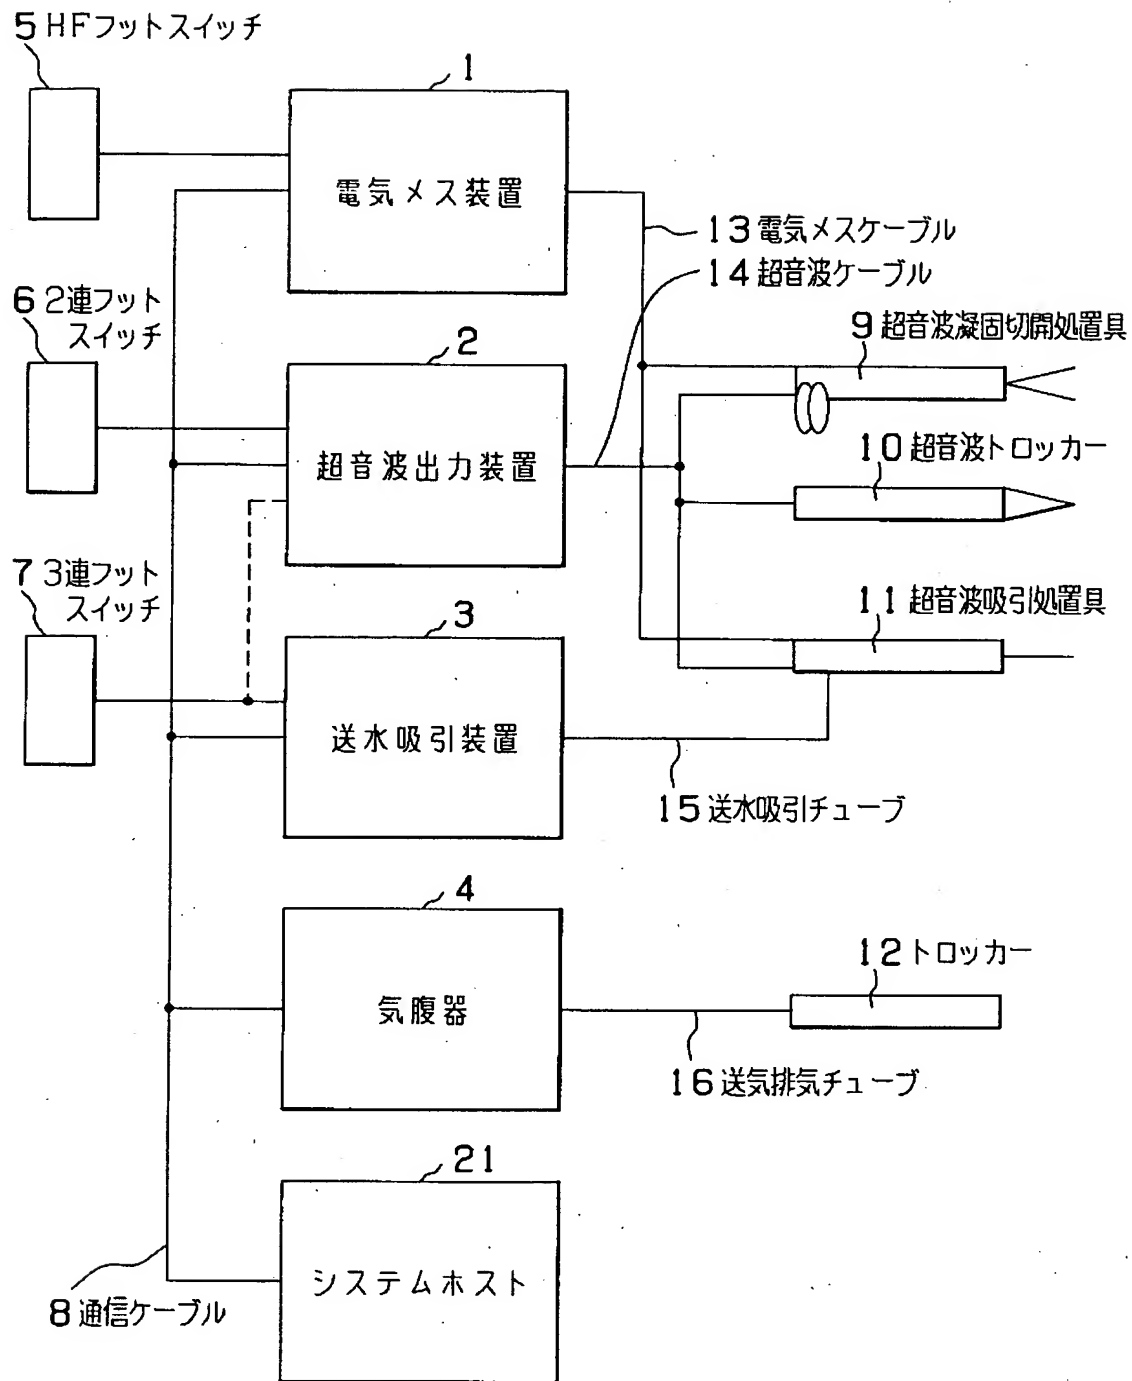 5 HFフットスイッチ
1
電気メス装置
13 電気メスケーブル
14 超音波ケーブル
6 2連フット
スイッチ
2
超音波出力装置
9 超音波凝固切開処置具
10 超音波トロッカー
7 3連フット
スイッチ
3
送水吸引装置
11 超音波吸引処置具
15 送水吸引チューブ
4
気腹器
12 トロッカー
16 送気排気チューブ
21
システムホスト
8 通信ケーブル